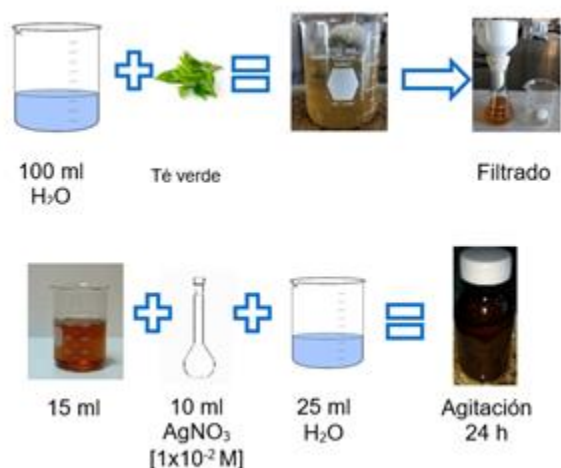 100 ml
H₂O
Té verde
Filtrado
15 ml
10 ml
AgNO₃
[1x10⁻² M]
25 ml
H₂O
Agitación
24 h